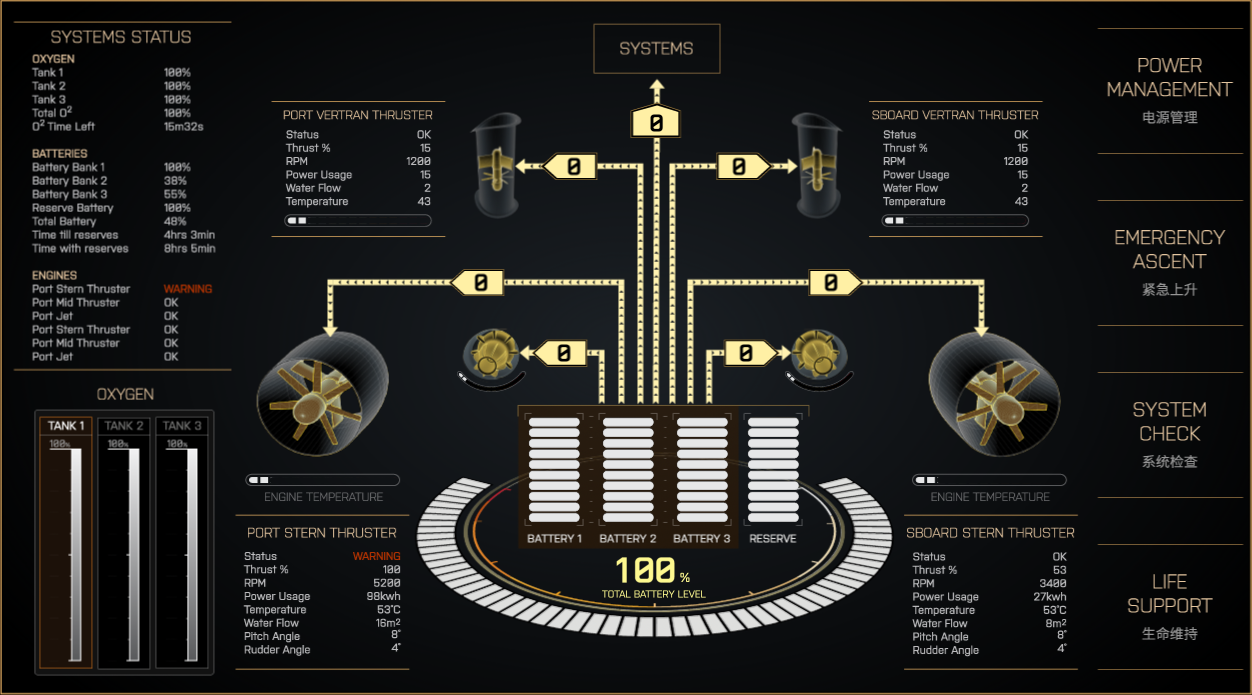 SYSTEMS STATUS
OXYGEN
Tank 1 100%
Tank 2 100%
Tank 3 100%
Total O² 100%
O² Time Left 15m32s
BATTERIES
Battery Bank 1 100%
Battery Bank 2 38%
Battery Bank 3 55%
Reserve Battery 100%
Total Battery 48%
Time till reserves 4hrs 3min
Time with reserves 8hrs 5min
ENGINES
Port Stern Thruster WARNING
Port Mid Thruster OK
Port Jet OK
Port Stern Thruster OK
Port Mid Thruster OK
Port Jet OK
OXYGEN
TANK 1 TANK 2 TANK 3
100% 100% 100%
SYSTEMS
0
0 0
0 0
0 0
PORT VERTRAN THRUSTER
Status OK
Thrust % 15
RPM 1200
Power Usage 15
Water Flow 2
Temperature 43
SBOARD VERTRAN THRUSTER
Status OK
Thrust % 15
RPM 1200
Power Usage 15
Water Flow 2
Temperature 43
ENGINE TEMPERATURE
PORT STERN THRUSTER
Status WARNING
Thrust % 100
RPM 5200
Power Usage 98kwh
Temperature 53°C
Water Flow 16m²
Pitch Angle 8°
Rudder Angle 4°
BATTERY 1 BATTERY 2 BATTERY 3 RESERVE
100%
TOTAL BATTERY LEVEL
ENGINE TEMPERATURE
SBOARD STERN THRUSTER
Status OK
Thrust % 53
RPM 3400
Power Usage 27kwh
Temperature 53°C
Water Flow 8m²
Pitch Angle 8°
Rudder Angle 4°
POWER
MANAGEMENT
电源管理
EMERGENCY
ASCENT
紧急上升
SYSTEM
CHECK
系统检查
LIFE
SUPPORT
生命维持